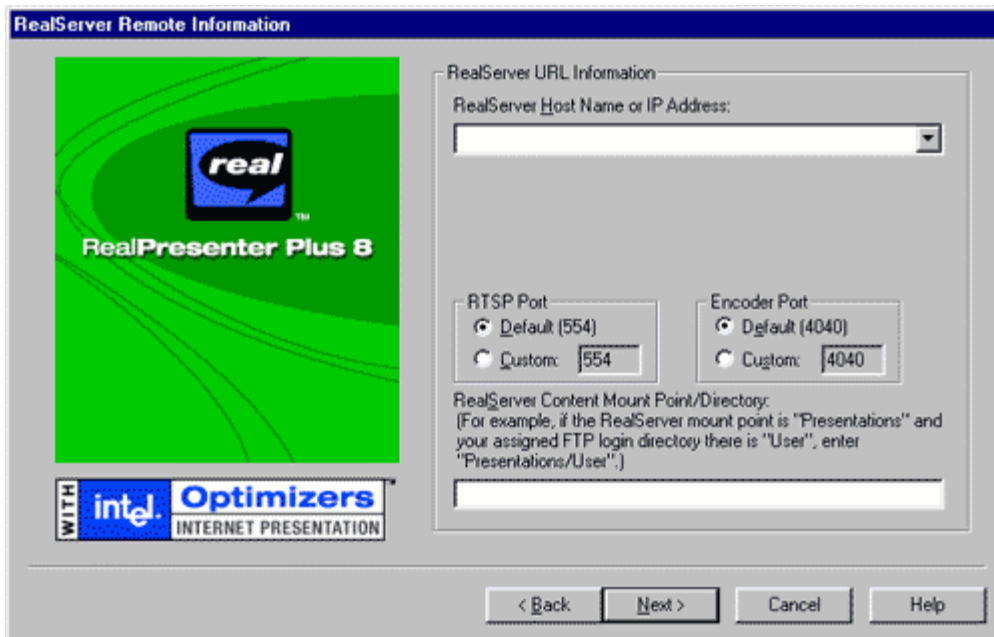 RealServer Remote Information
real
TM
RealPresenter Plus 8
WITH
intel.
Optimizers
INTERNET PRESENTATION
RealServer URL Information
RealServer Host Name or IP Address:
RTSP Port
Default (554)
Custom: 554
Encoder Port
Default (4040)
Custom: 4040
RealServer Content Mount Point/Directory:
(For example, if the RealServer mount point is "Presentations" and
your assigned FTP login directory there is "User", enter
"Presentations/User".)
< Back
Next >
Cancel
Help